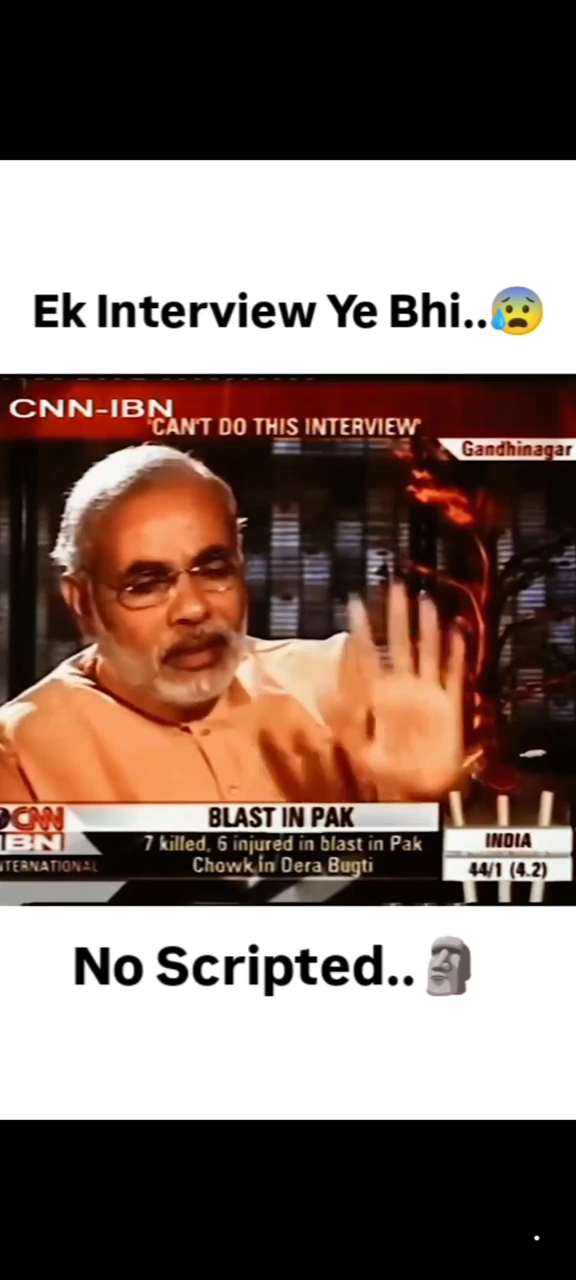 Ek Interview Ye Bhi..😰
CNN-IBN
'CAN'T DO THIS INTERVIEW'
Gandhinagar
CNN
IBN
INTERNATIONAL
BLAST IN PAK
7 killed, 6 injured in blast in Pak
Chowk in Dera Bugti
INDIA
44/1 (4.2)
No Scripted..🗿